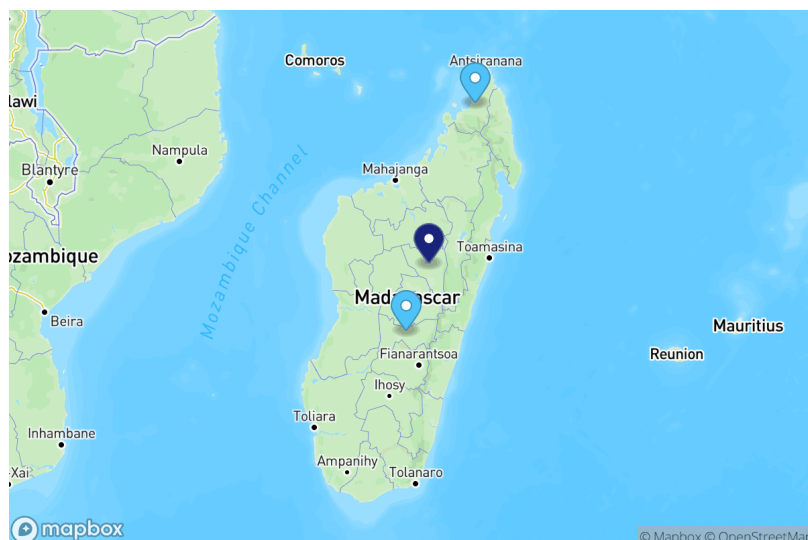 Comoros
Antsiranana
lawi
Nampula
Blantyre
Mahajanga
Mozambique Channel
ozambique
Toamasina
Madagascar
Beira
Mauritius
Reunion
Fianarantsoa
Ihosy
Toliara
Inhambane
Ampanihy
-Xai
Tolanaro
mapbox
© Mapbox © OpenStreetMap